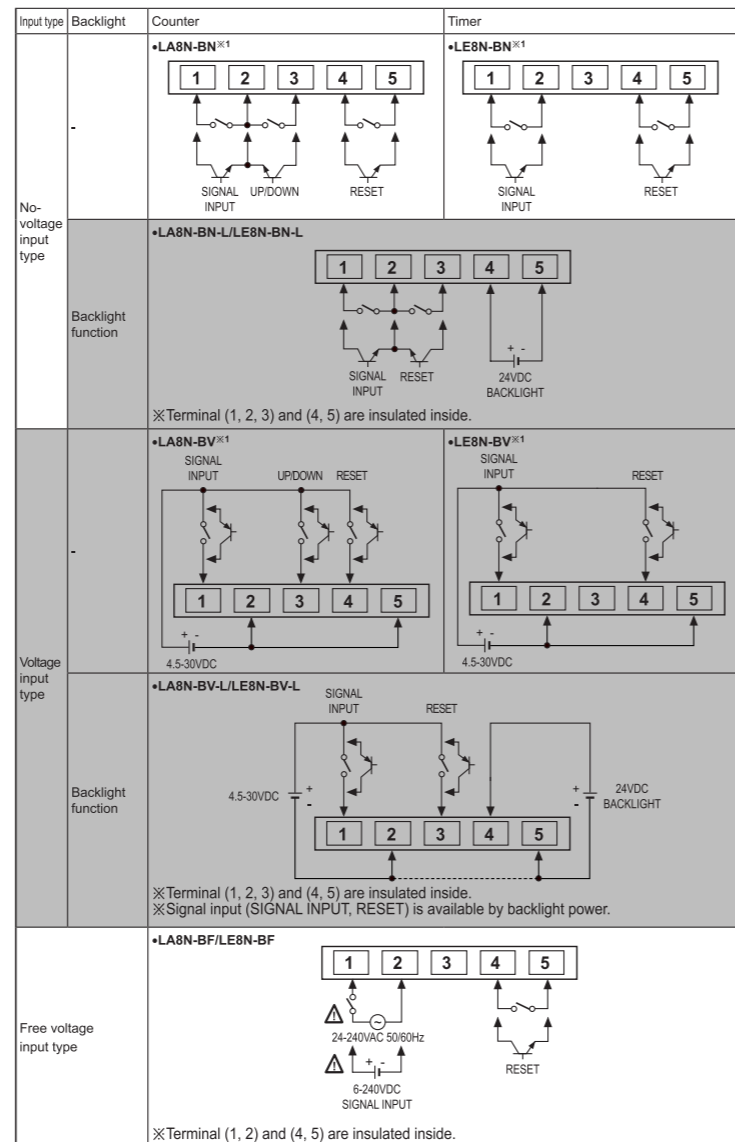 Input type Backlight Counter Timer
•LA8N-BN※1
1 2 3 4 5
SIGNAL INPUT UP/DOWN RESET
•LE8N-BN※1
1 2 3 4 5
SIGNAL INPUT RESET
No-
voltage
input
type
-
•LA8N-BN-L/LE8N-BN-L
1 2 3 4 5
Backlight
function
SIGNAL INPUT RESET
+ -
24VDC
BACKLIGHT
※Terminal (1, 2, 3) and (4, 5) are insulated inside.
•LA8N-BV※1
SIGNAL
INPUT UP/DOWN RESET
1 2 3 4 5
+ -
4.5-30VDC
•LE8N-BV※1
SIGNAL
INPUT RESET
1 2 3 4 5
+ -
4.5-30VDC
-
Voltage
input
type
•LA8N-BV-L/LE8N-BV-L
SIGNAL
INPUT RESET
Backlight
function
4.5-30VDC + -
+ - 24VDC
BACKLIGHT
1 2 3 4 5
※Terminal (1, 2, 3) and (4, 5) are insulated inside.
※Signal input (SIGNAL INPUT, RESET) is available by backlight power.
•LA8N-BF/LE8N-BF
1 2 3 4 5
Free voltage
input type
24-240VAC 50/60Hz
+ -
6-240VDC
SIGNAL INPUT
RESET
※Terminal (1, 2) and (4, 5) are insulated inside.